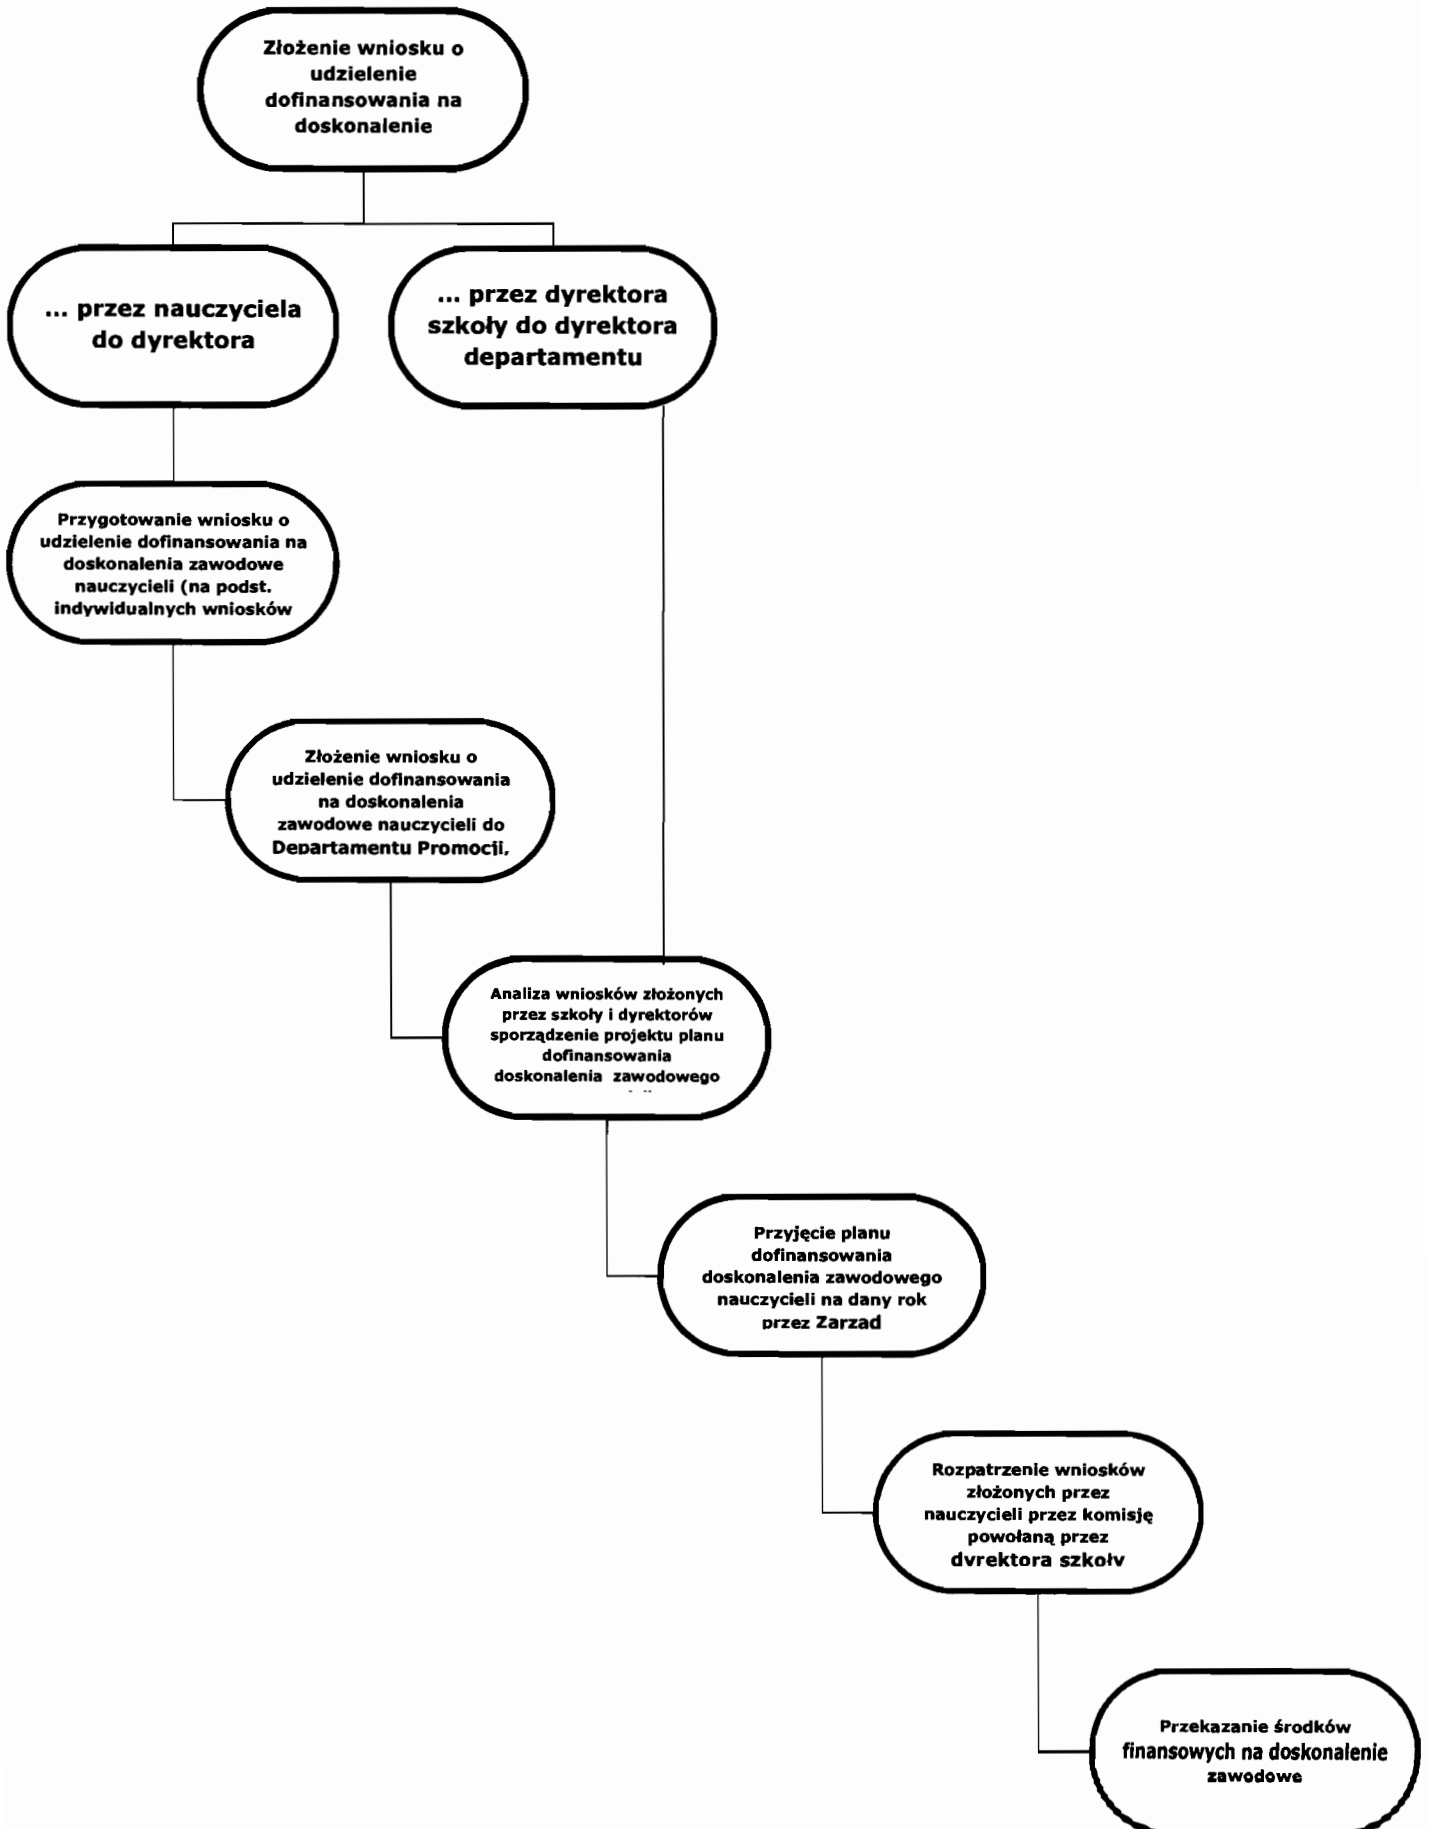 Złożenie wniosku o
udzielenie
dofinansowania na
doskonalenie
... przez nauczyciela
do dyrektora
... przez dyrektora
szkoły do dyrektora
departamentu
Przygotowanie wniosku o
udzielenie dofinansowania na
doskonalenia zawodowe
nauczycieli (na podst.
indywidualnych wniosków
Złożenie wniosku o
udzielenie dofinansowania
na doskonalenia
zawodowe nauczycieli do
Departamentu Promocji,
Analiza wniosków złożonych
przez szkoły i dyrektorów
sporządzenie projektu planu
dofinansowania
doskonalenia zawodowego
Przyjęcie planu
dofinansowania
doskonalenia zawodowego
nauczycieli na dany rok
przez Zarzad
Rozpatrzenie wniosków
złożonych przez
nauczycieli przez komisję
powołaną przez
dyrektora szkoły
Przekazanie środków
finansowych na doskonalenie
zawodowe